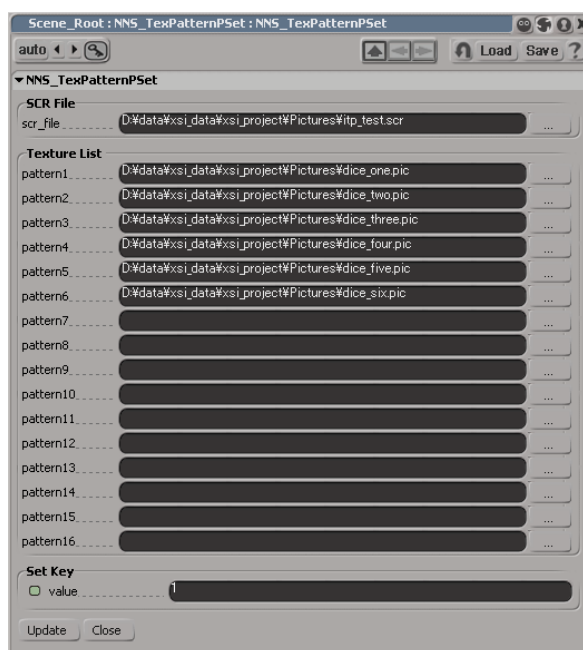 Scene_Root : NNS_TexPatternPSet : NNS_TexPatternPSet
auto Load Save ?
NNS_TexPatternPSet
SCR File
scr_file D:¥data¥xsi_data¥xsi_project¥Pictures¥itp_test.scr ...
Texture List
pattern1 D:¥data¥xsi_data¥xsi_project¥Pictures¥dice_one.pic ...
pattern2 D:¥data¥xsi_data¥xsi_project¥Pictures¥dice_two.pic ...
pattern3 D:¥data¥xsi_data¥xsi_project¥Pictures¥dice_three.pic ...
pattern4 D:¥data¥xsi_data¥xsi_project¥Pictures¥dice_four.pic ...
pattern5 D:¥data¥xsi_data¥xsi_project¥Pictures¥dice_five.pic ...
pattern6 D:¥data¥xsi_data¥xsi_project¥Pictures¥dice_six.pic ...
pattern7 ...
pattern8 ...
pattern9 ...
pattern10 ...
pattern11 ...
pattern12 ...
pattern13 ...
pattern14 ...
pattern15 ...
pattern16 ...
Set Key
value 1
Update Close